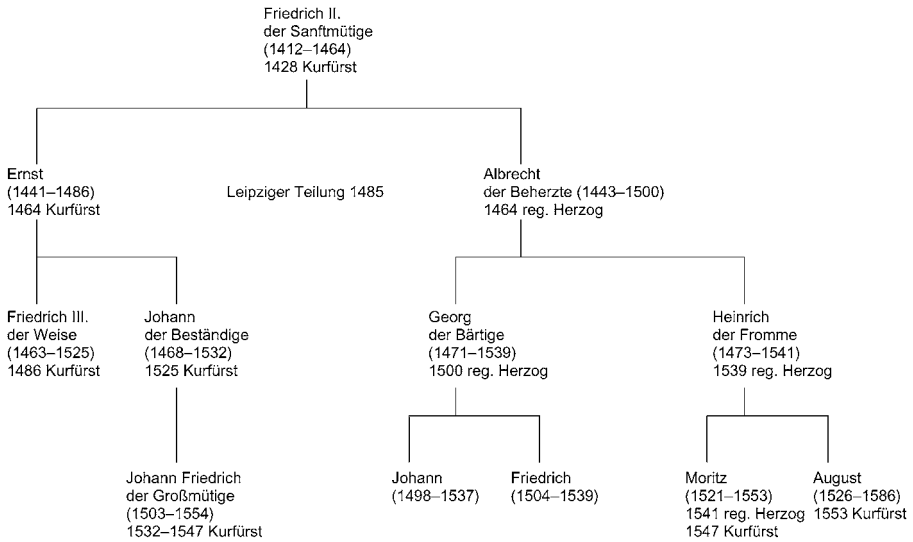 Friedrich II.
der Sanftmütige
(1412–1464)
1428 Kurfürst
Ernst
(1441–1486)
1464 Kurfürst
Leipziger Teilung 1485
Albrecht
der Beherzte (1443–1500)
1464 reg. Herzog
Friedrich III.
der Weise
(1463–1525)
1486 Kurfürst
Johann
der Beständige
(1468–1532)
1525 Kurfürst
Georg
der Bärtige
(1471–1539)
1500 reg. Herzog
Heinrich
der Fromme
(1473–1541)
1539 reg. Herzog
Johann Friedrich
der Großmütige
(1503–1554)
1532–1547 Kurfürst
Johann
(1498–1537)
Friedrich
(1504–1539)
Moritz
(1521–1553)
1541 reg. Herzog
1547 Kurfürst
August
(1526–1586)
1553 Kurfürst